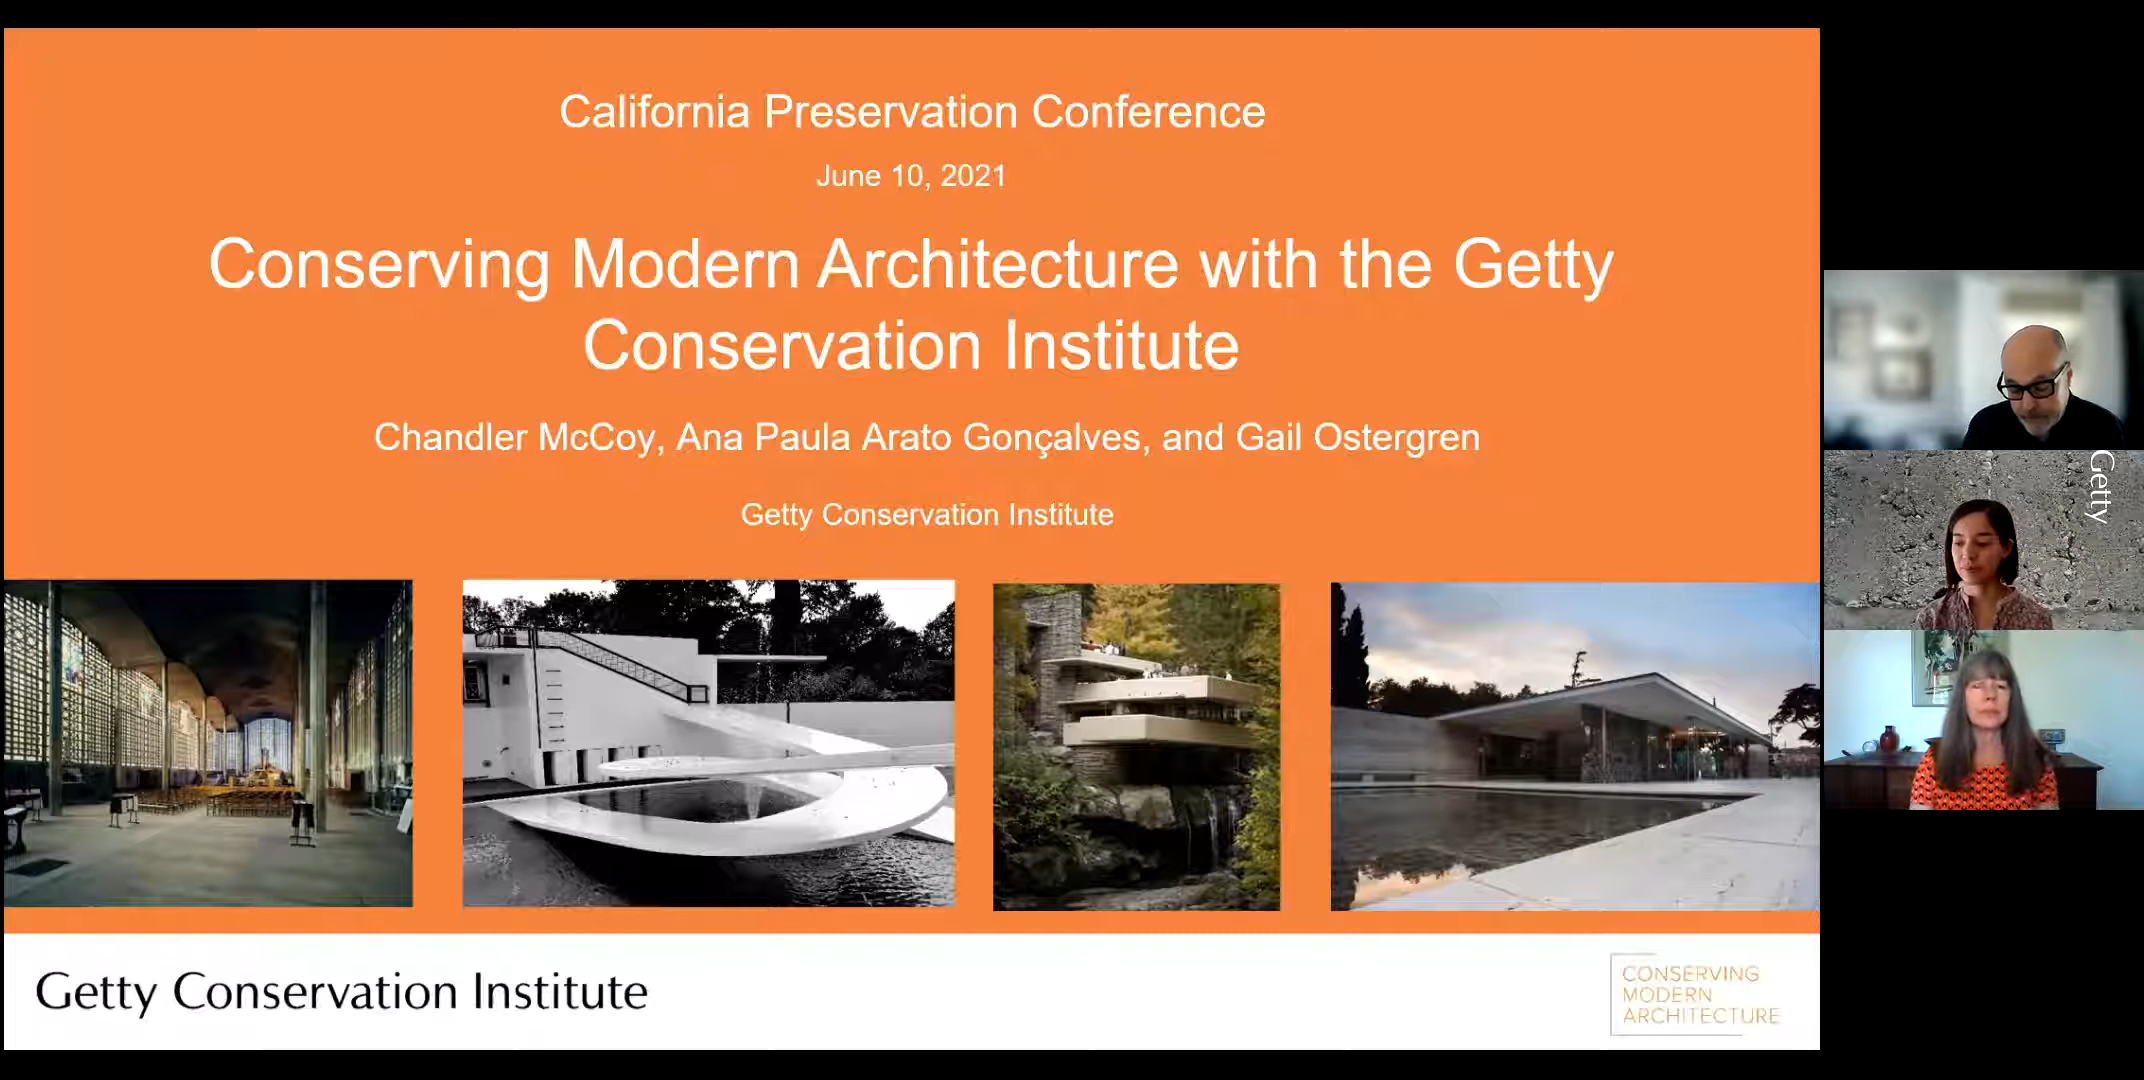 California Preservation Conference
June 10, 2021
Conserving Modern Architecture with the Getty
Conservation Institute
Chandler McCoy, Ana Paula Arato Gonçalves, and Gail Ostergren
Getty Conservation Institute
Getty Conservation Institute
CONSERVING
MODERN
ARCHITECTURE
Getty